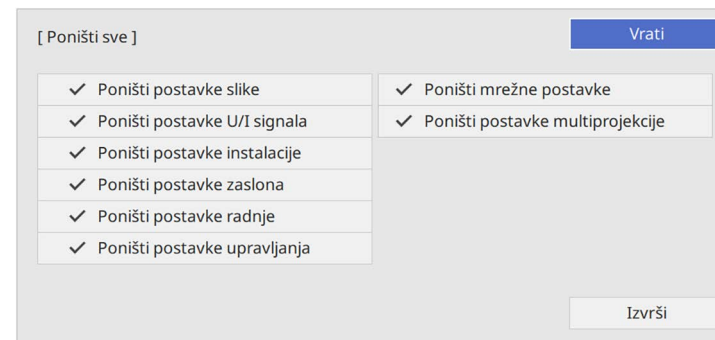 [ Poništi sve ]
Vrati
Poništi postavke slike
Poništi postavke U/I signala
Poništi postavke instalacije
Poništi postavke zaslona
Poništi postavke radnje
Poništi postavke upravljanja
Poništi mrežne postavke
Poništi postavke multiprojekcije
Izvrši